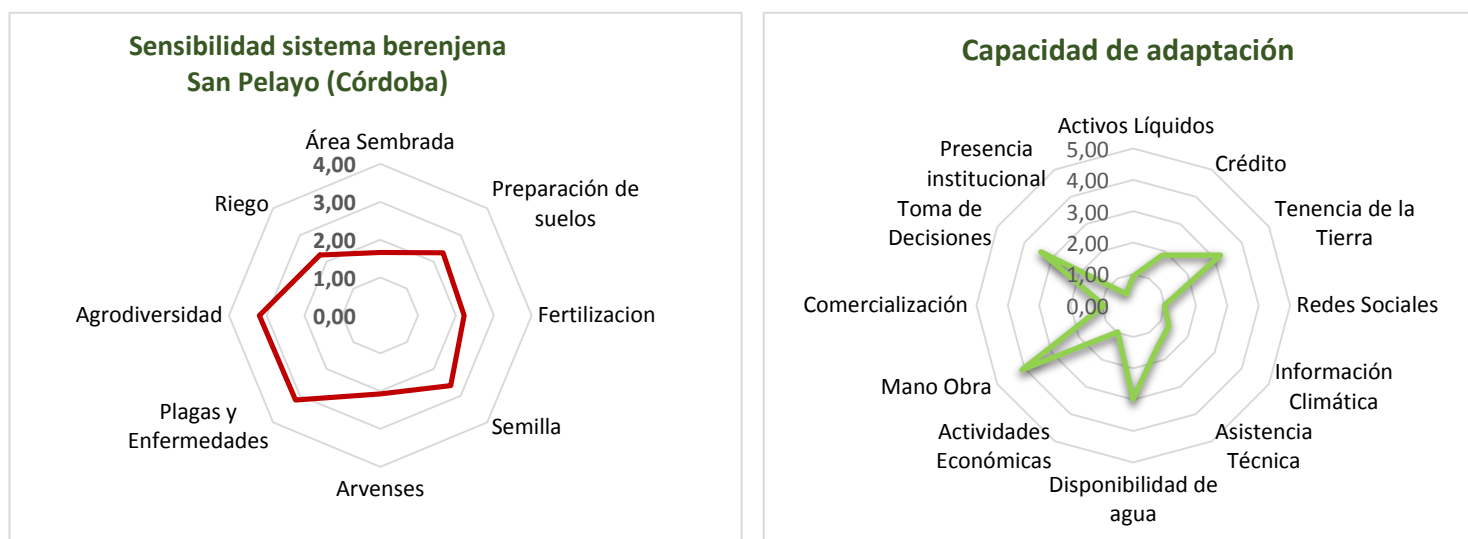 Sensibilidad sistema berenjena
San Pelayo (Córdoba)
Área Sembrada
4,00
3,00
2,00
1,00
0,00
Preparación de
suelos
Fertilizacion
Semilla
Arvenses
Plagas y
Enfermedades
Agrodiversidad
Riego
Capacidad de adaptación
Activos Líquidos
5,00
4,00
3,00
2,00
1,00
0,00
Crédito
Tenencia de la
Tierra
Redes Sociales
Información
Climática
Asistencia
Técnica
Disponibilidad de
agua
Actividades
Económicas
Mano Obra
Comercialización
Toma de
Decisiones
Presencia
institucional